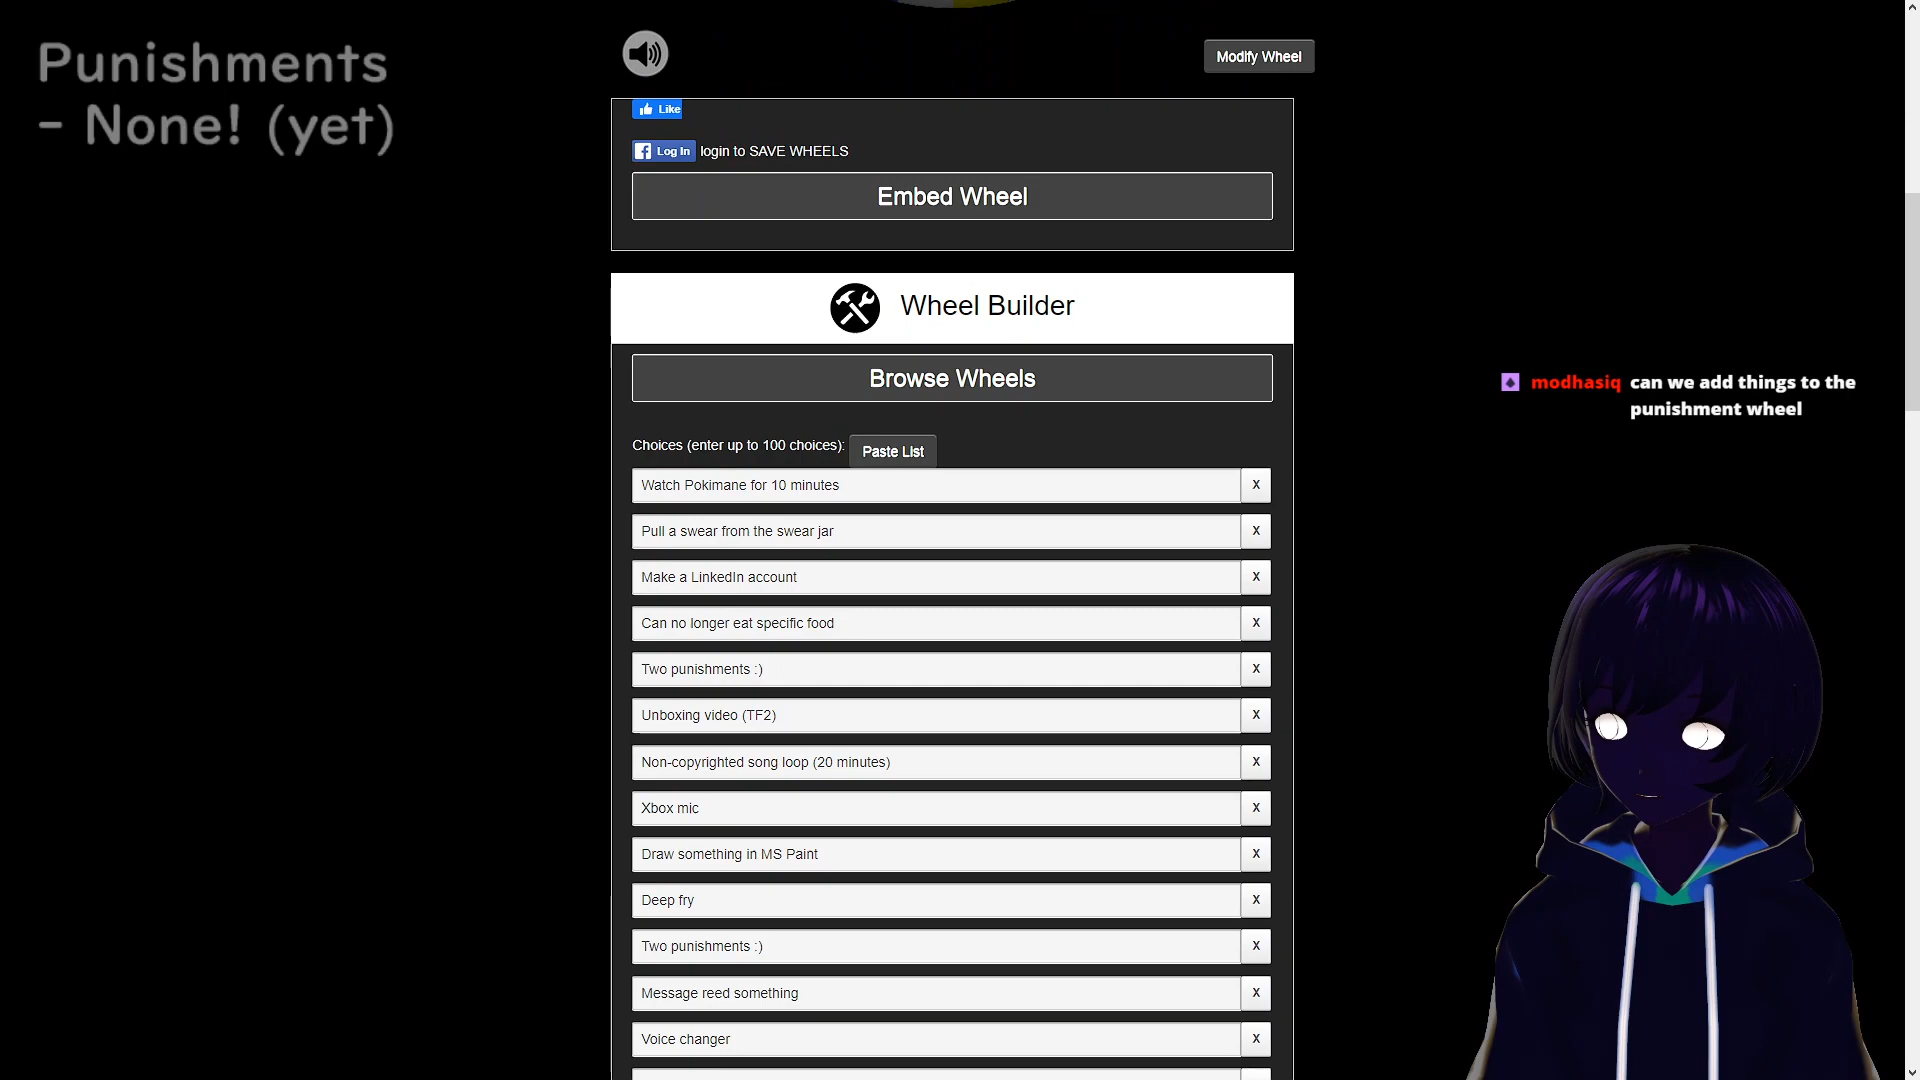 Punishments
- None! (yet)
Modify Wheel
Like
Log In login to SAVE WHEELS
Embed Wheel
Wheel Builder
Browse Wheels
Choices (enter up to 100 choices): Paste List
Watch Pokimane for 10 minutes X
Pull a swear from the swear jar X
Make a LinkedIn account X
Can no longer eat specific food X
Two punishments :) X
Unboxing video (TF2) X
Non-copyrighted song loop (20 minutes) X
Xbox mic X
Draw something in MS Paint X
Deep fry X
Two punishments :) X
Message reed something X
Voice changer X
modhasiq can we add things to the
punishment wheel